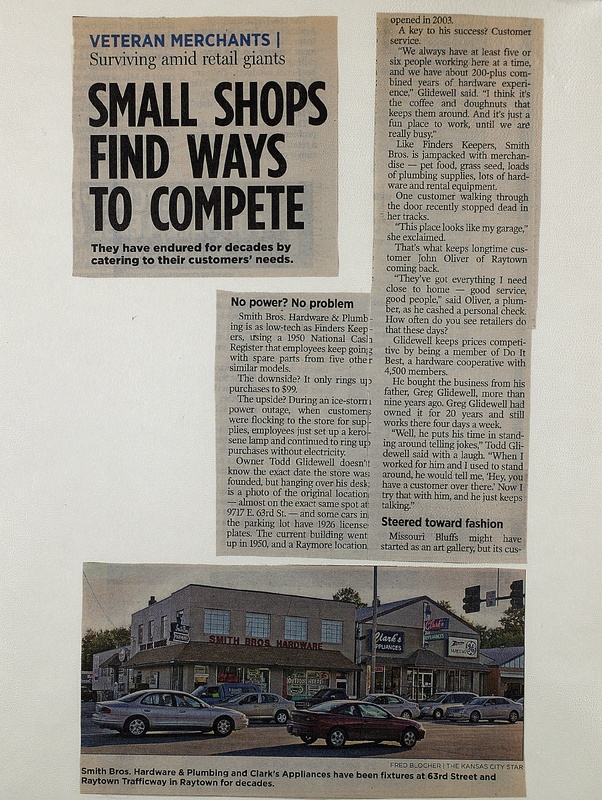 VETERAN MERCHANTS |
Surviving amid retail giants
SMALL SHOPS
FIND WAYS
TO COMPETE
They have endured for decades by
catering to their customers’ needs.
No power? No problem
Smith Bros. Hardware & Plumb-
ing is as low-tech as Finders Keep-
ers, using a 1950 National Cash
Register that employees keep going
with spare parts from five other
similar models.
The downside? It only rings up
purchases to $99.
The upside? During an ice-storm
power outage, when customers
were flocking to the store for sup-
plies, employees just set up a kero-
sene lamp and continued to ring up
purchases without electricity.
Owner Todd Glidewell doesn’t
know the exact date the store was
founded, but hanging over his desk
is a photo of the original location
— almost on the exact same spot at
9717 E. 63rd St. — and some cars in
the parking lot have 1926 license
plates. The current building went
up in 1950, and a Raymore location
opened in 2003.
A key to his success? Customer
service.
“We always have at least five or
six people working here at a time,
and we have about 200-plus com-
bined years of hardware experi-
ence,” Glidewell said. “I think it’s
the coffee and doughnuts that
keeps them around. And it’s just a
fun place to work, until we are
really busy.”
Like Finders Keepers, Smith
Bros. is jampacked with merchan-
dise — pet food, grass seed, loads
of plumbing supplies, lots of hard-
ware and rental equipment.
One customer walking through
the door recently stopped dead in
her tracks.
“This place looks like my garage,”
she exclaimed.
That’s what keeps longtime cus-
tomer John Oliver of Raytown
coming back.
“They’ve got everything I need
close to home — good service,
good people,” said Oliver, a plum-
ber, as he cashed a personal check.
How often do you see retailers do
that these days?
Glidewell keeps prices competi-
tive by being a member of Do It
Best, a hardware cooperative with
4,500 members.
He bought the business from his
father, Greg Glidewell, more than
nine years ago. Greg Glidewell had
owned it for 20 years and still
works there four days a week.
“Well, he puts his time in stand-
ing around telling jokes,” Todd Gli-
dewell said with a laugh. “When I
worked for him and I used to stand
around, he would tell me, ‘Hey, you
have a customer over there.’ Now I
try that with him, and he just keeps
talking.”
Steered toward fashion
Missouri Bluffs might have
started as an art gallery, but its cus-
SMITH BROS. HARDWARE
Clark's
APPLIANCES
Clark's
FRED BLOCHER | THE KANSAS CITY STAR
Smith Bros. Hardware & Plumbing and Clark’s Appliances have been fixtures at 63rd Street and
Raytown Trafficway in Raytown for decades.